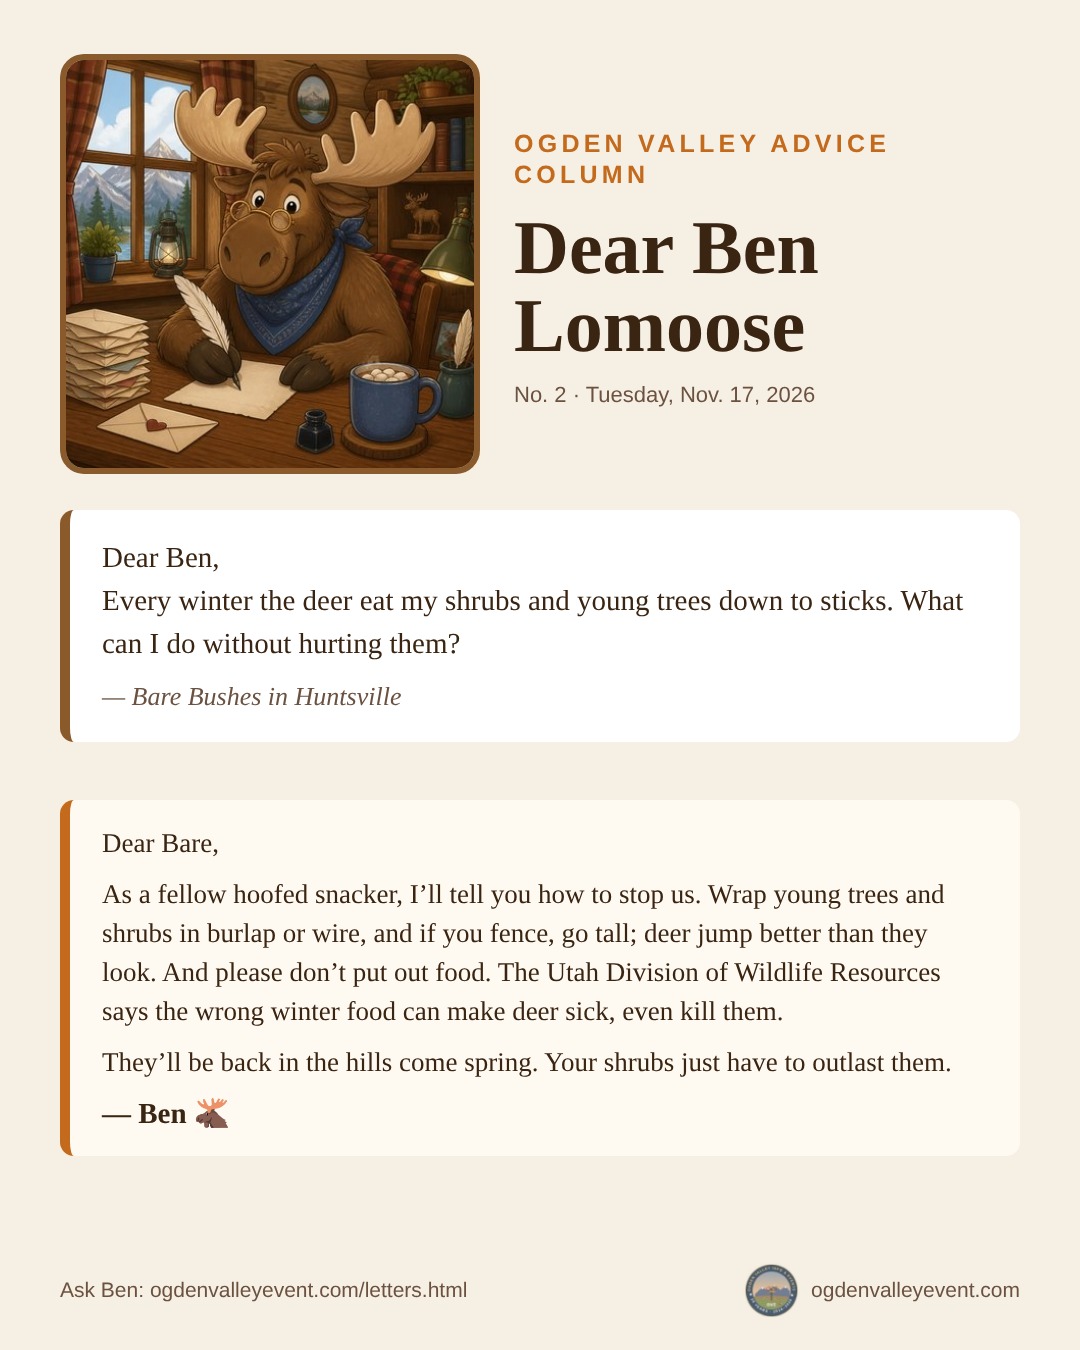 OGDEN VALLEY ADVICE
COLUMN
Dear Ben
Lomoose
No. 2 · Tuesday, Nov. 17, 2026
Dear Ben,
Every winter the deer eat my shrubs and young trees down to sticks. What
can I do without hurting them?
— Bare Bushes in Huntsville
Dear Bare,
As a fellow hoofed snacker, I’ll tell you how to stop us. Wrap young trees and
shrubs in burlap or wire, and if you fence, go tall; deer jump better than they
look. And please don’t put out food. The Utah Division of Wildlife Resources
says the wrong winter food can make deer sick, even kill them.
They’ll be back in the hills come spring. Your shrubs just have to outlast them.
— Ben 🫎
Ask Ben: ogdenvalleyevent.com/letters.html
ogdenvalleyevent.com